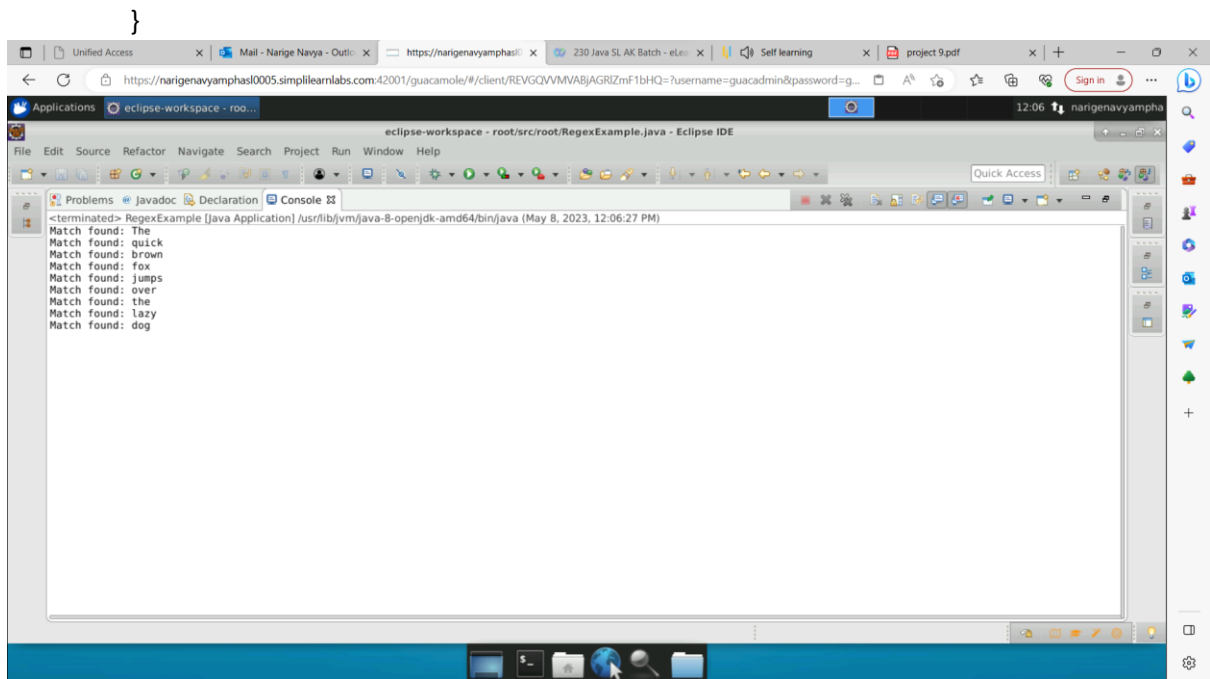 }
Unified Access
Mail - Narige Navya - Outlo
https://narigenavyamphasl0
230 Java SL AK Batch - eLea
Self learning
project 9.pdf
https://narigenavyamphasl0005.simplilearnlabs.com:42001/guacamole/#/client/REVGQVVMVABjAGRlZmF1bHQ=?username=guacadmin&password=g...
Sign in
Applications eclipse-workspace - roo... 12:06 narigenavyampha
eclipse-workspace - root/src/root/RegexExample.java - Eclipse IDE
File Edit Source Refactor Navigate Search Project Run Window Help
Quick Access
Problems Javadoc Declaration Console
<terminated> RegexExample [Java Application] /usr/lib/jvm/java-8-openjdk-amd64/bin/java (May 8, 2023, 12:06:27 PM)
Match found: The
Match found: quick
Match found: brown
Match found: fox
Match found: jumps
Match found: over
Match found: the
Match found: lazy
Match found: dog